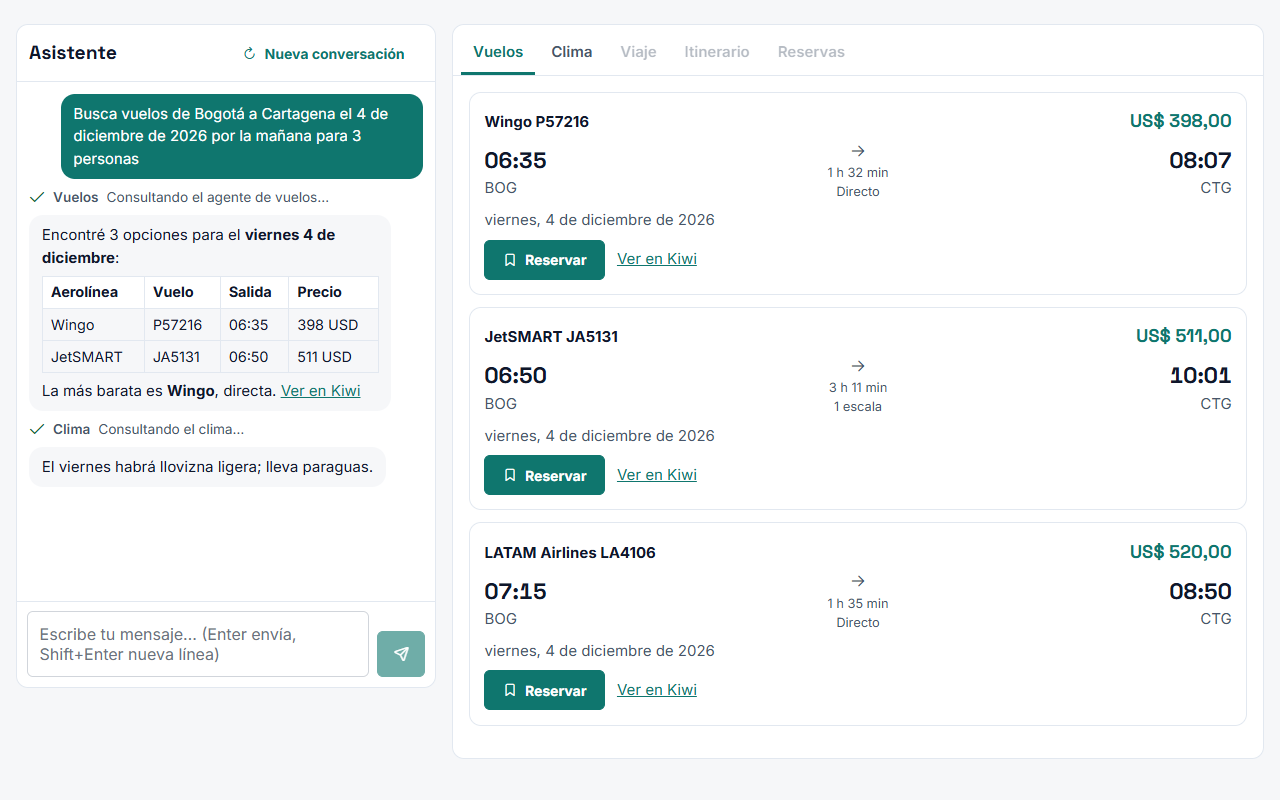 Asistente
Nueva conversación
Busca vuelos de Bogotá a Cartagena el 4 de
diciembre de 2026 por la mañana para 3
personas
Vuelos Consultando el agente de vuelos...
Encontré 3 opciones para el viernes 4 de
diciembre:
Aerolínea Vuelo Salida Precio
Wingo P57216 06:35 398 USD
JetSMART JA5131 06:50 511 USD
La más barata es Wingo, directa. Ver en Kiwi
Clima Consultando el clima...
El viernes habrá llovizna ligera; lleva paraguas.
Escribe tu mensaje... (Enter envía,
Shift+Enter nueva línea)
Vuelos Clima Viaje Itinerario Reservas
Wingo P57216 US$ 398,00
06:35 → 08:07
BOG 1 h 32 min CTG
Directo
viernes, 4 de diciembre de 2026
Reservar Ver en Kiwi
JetSMART JA5131 US$ 511,00
06:50 → 10:01
BOG 3 h 11 min CTG
1 escala
viernes, 4 de diciembre de 2026
Reservar Ver en Kiwi
LATAM Airlines LA4106 US$ 520,00
07:15 → 08:50
BOG 1 h 35 min CTG
Directo
viernes, 4 de diciembre de 2026
Reservar Ver en Kiwi